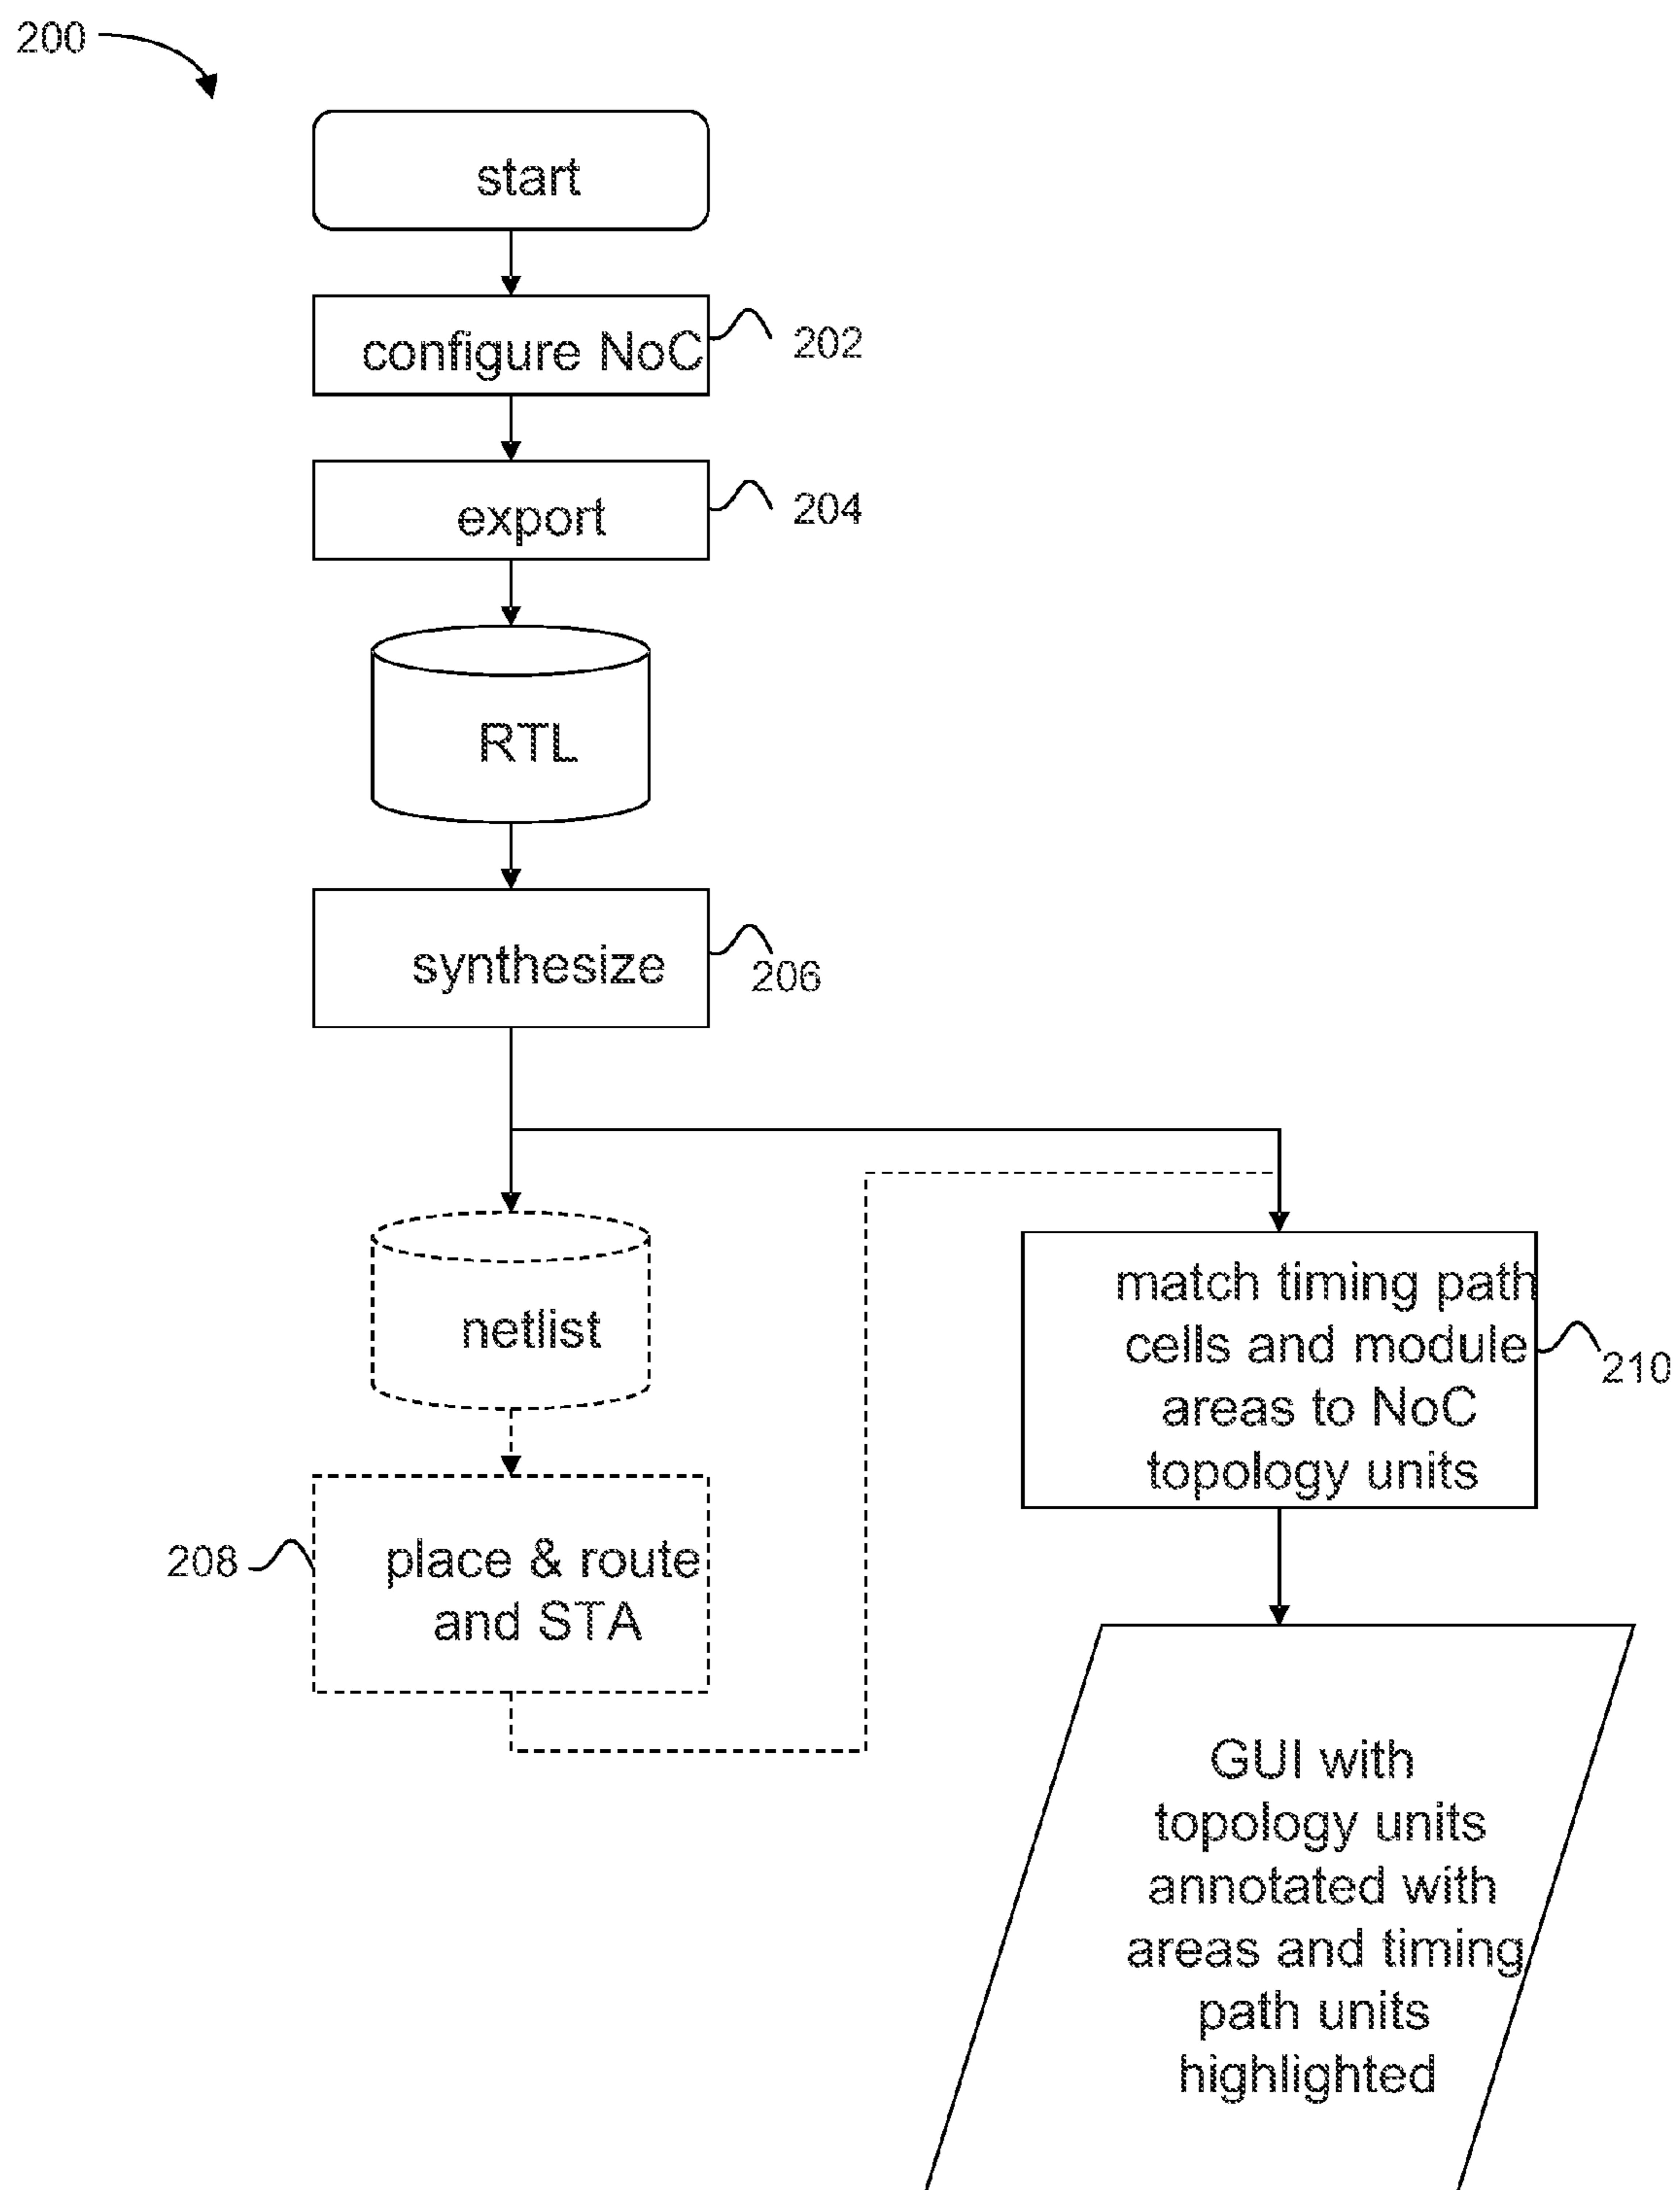 200
start
configure NoC
202
export
204
RTL
synthesize
206
netlist
match timing path
cells and module
areas to NoC
topology units
210
208
place & route
and STA
GUI with
topology units
annotated with
areas and timing
path units
highlighted